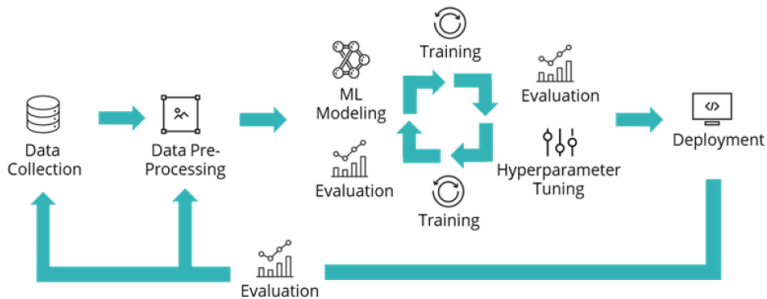 Data
Collection
Data Pre-
Processing
ML
Modeling
Training
Evaluation
Hyperparameter
Tuning
Training
Evaluation
</>
Deployment
Evaluation